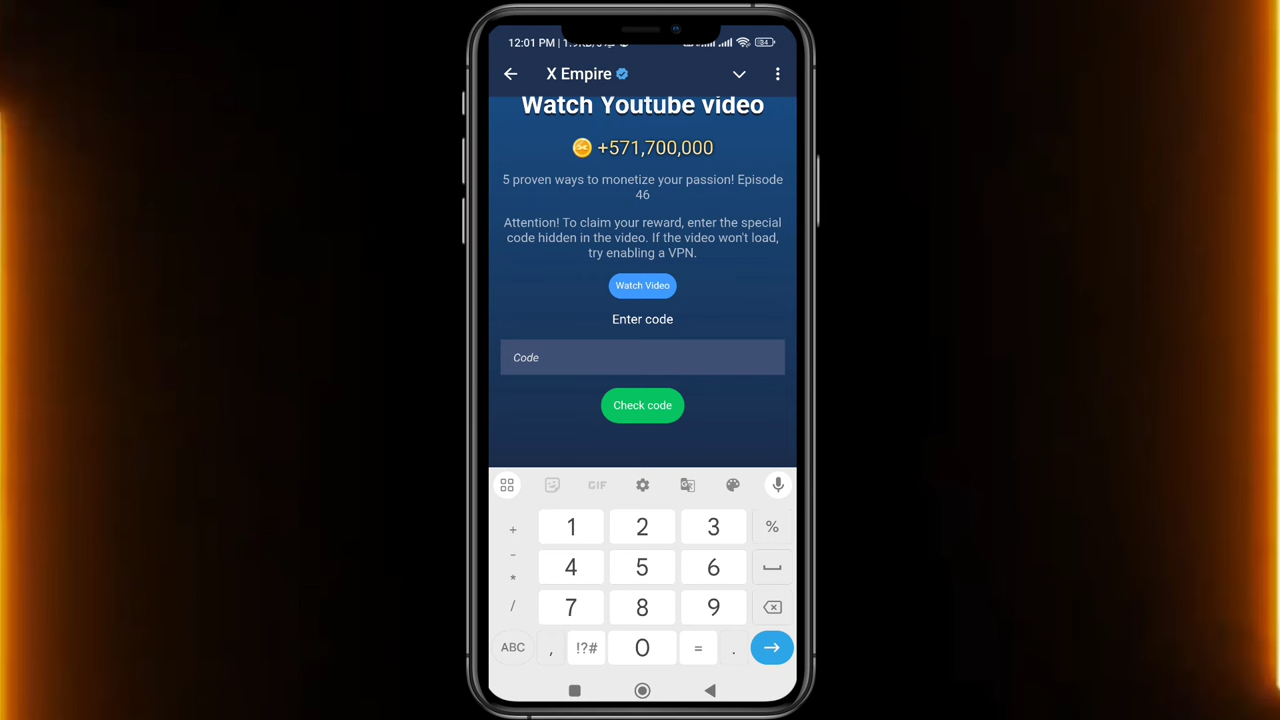 12:01 PM
X Empire
Watch Youtube video
+571,700,000
5 proven ways to monetize your passion! Episode
46
Attention! To claim your reward, enter the special
code hidden in the video. If the video won't load,
try enabling a VPN.
Watch Video
Enter code
Code
Check code
GIF
+ 1 2 3 %
-
* 4 5 6
/ 7 8 9
ABC , !?# 0 = .